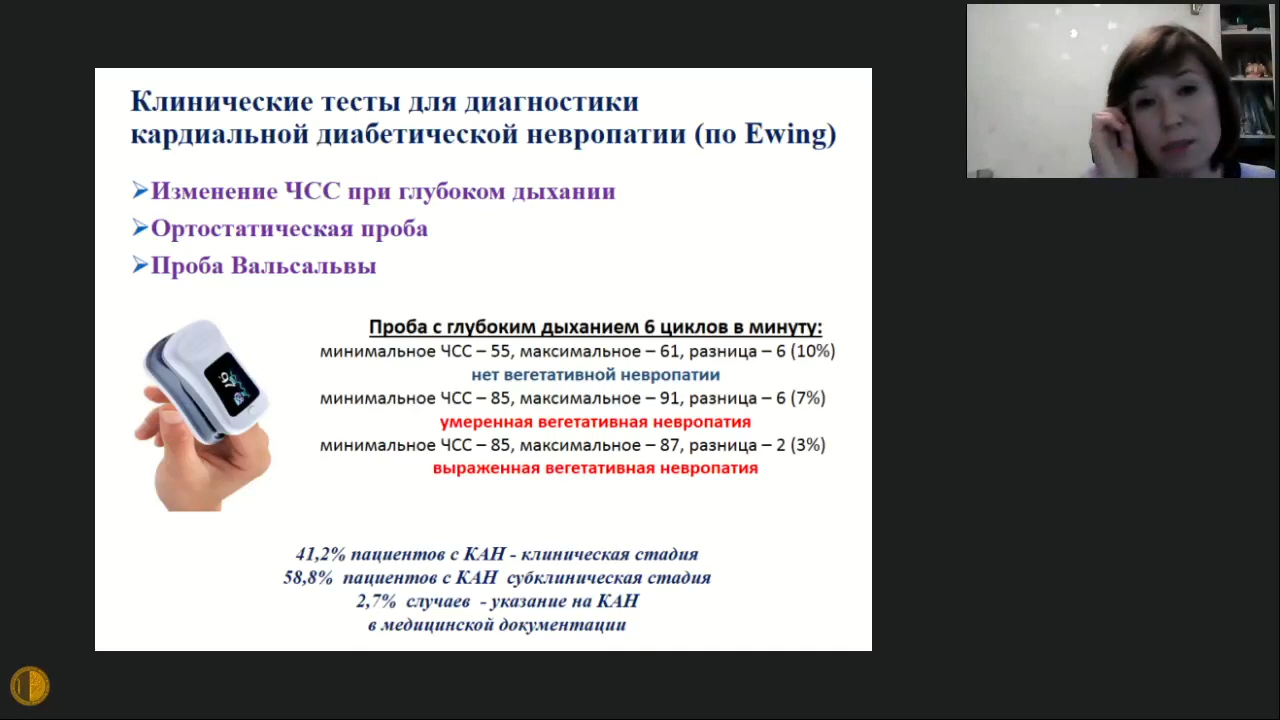 Клинические тесты для диагностики
кардиальной диабетической невропатии (по Ewing)
Изменение ЧСС при глубоком дыхании
Ортостатическая проба
Проба Вальсальвы
Проба с глубоким дыханием 6 циклов в минуту:
минимальное ЧСС – 55, максимальное – 61, разница – 6 (10%)
нет вегетативной невропатии
минимальное ЧСС – 85, максимальное – 91, разница – 6 (7%)
умеренная вегетативная невропатия
минимальное ЧСС – 85, максимальное – 87, разница – 2 (3%)
выраженная вегетативная невропатия
41,2% пациентов с КАН - клиническая стадия
58,8% пациентов с КАН субклиническая стадия
2,7% случаев - указание на КАН
в медицинской документации